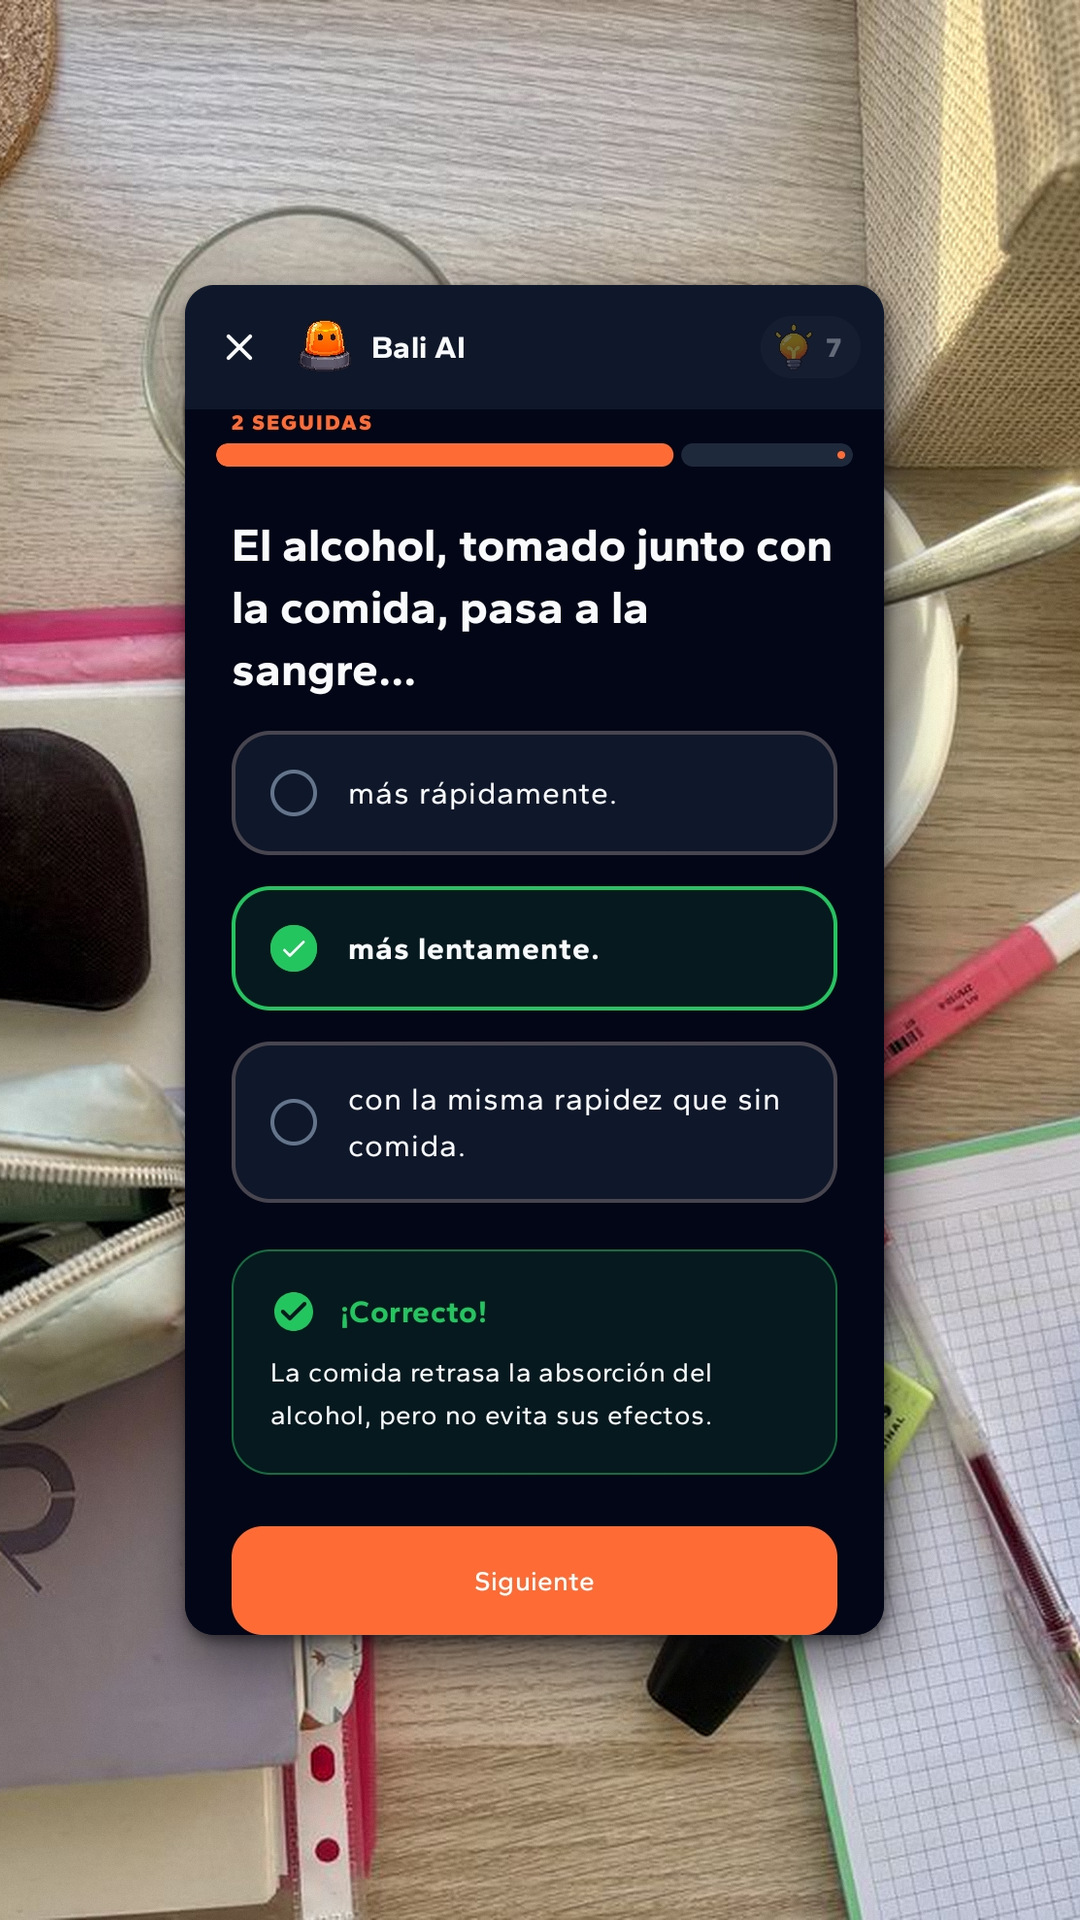 Bali AI
7
2 SEGUIDAS
El alcohol, tomado junto con
la comida, pasa a la
sangre...
más rápidamente.
más lentamente.
con la misma rapidez que sin
comida.
¡Correcto!
La comida retrasa la absorción del
alcohol, pero no evita sus efectos.
Siguiente